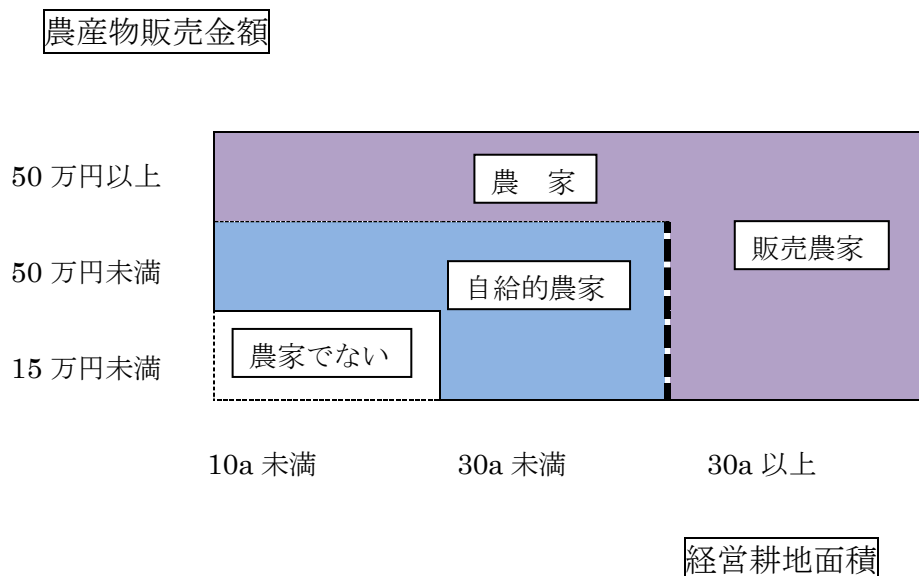 農産物販売金額
50 万円以上
農　家
販売農家
50 万円未満
自給的農家
農家でない
15 万円未満
10a 未満
30a 未満
30a 以上
経営耕地面積